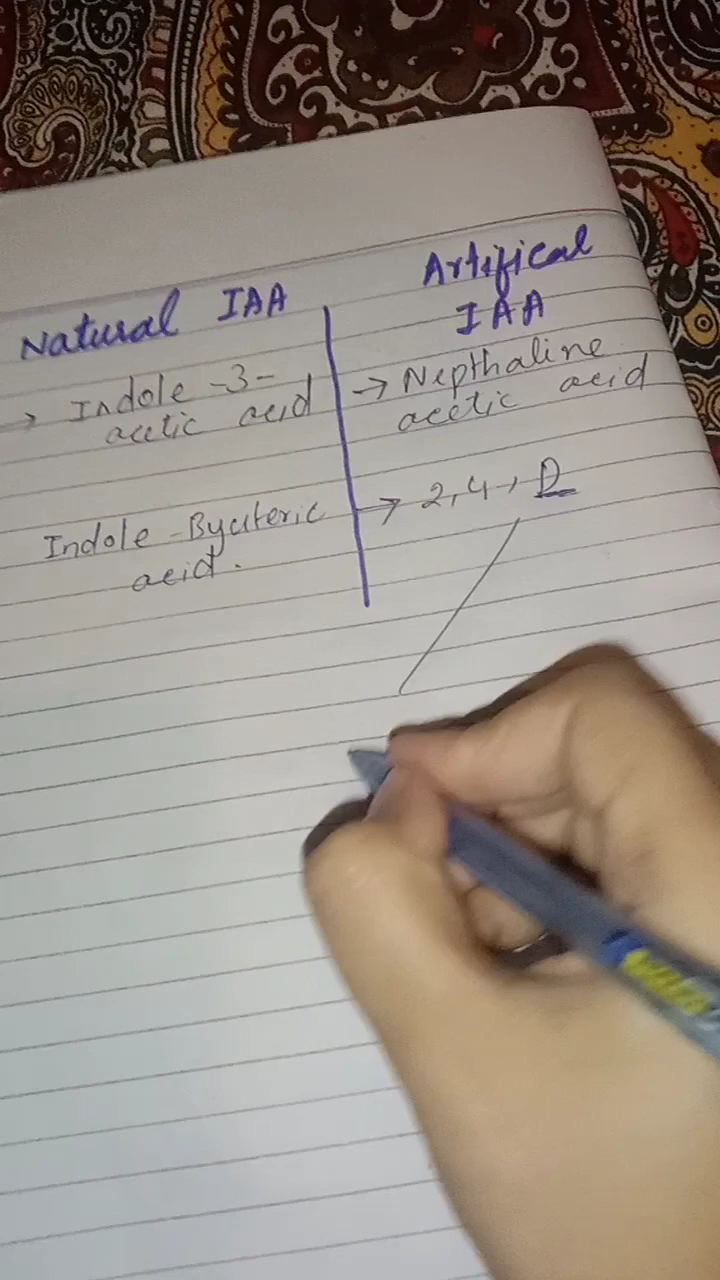 Natural IAA
→ Indole-3-
acetic acid
Indole-Byuteric
acid.
Artifical
IAA
→ Nepthaline
acetic acid
→ 2,4, D